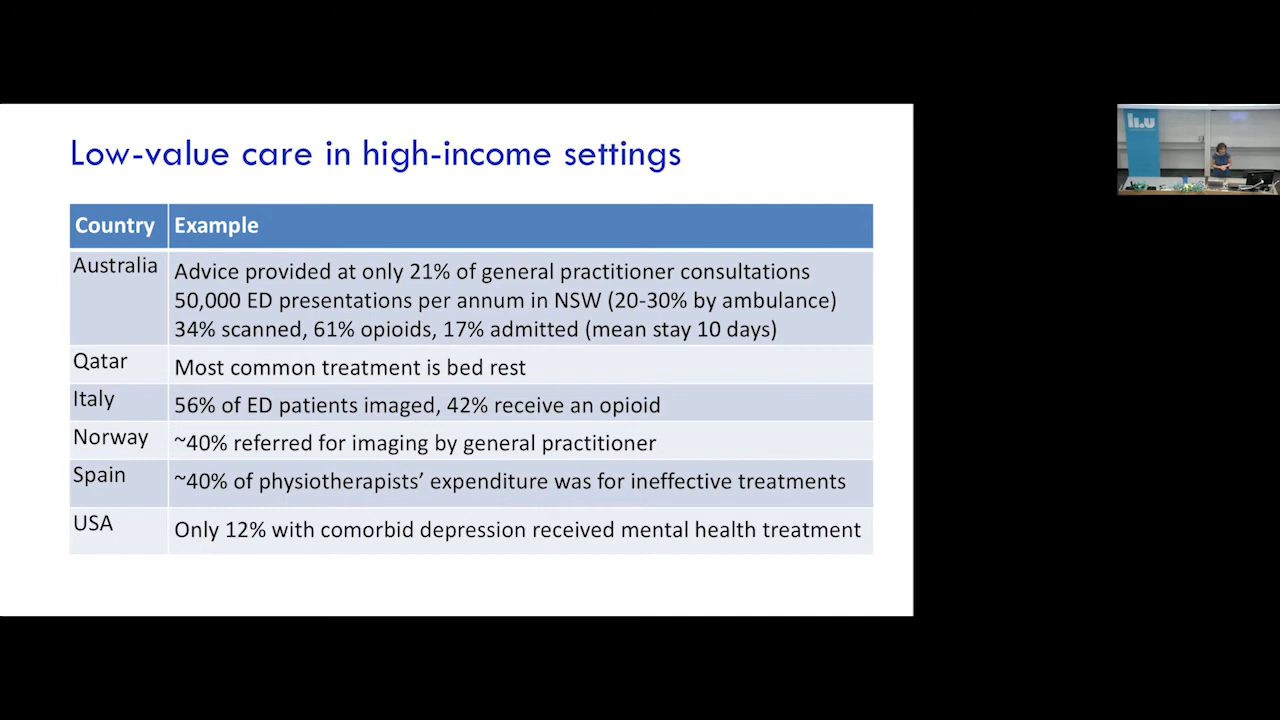 Low-value care in high-income settings
Country Example
Australia Advice provided at only 21% of general practitioner consultations
50,000 ED presentations per annum in NSW (20-30% by ambulance)
34% scanned, 61% opioids, 17% admitted (mean stay 10 days)
Qatar Most common treatment is bed rest
Italy 56% of ED patients imaged, 42% receive an opioid
Norway ~40% referred for imaging by general practitioner
Spain ~40% of physiotherapists’ expenditure was for ineffective treatments
USA Only 12% with comorbid depression received mental health treatment